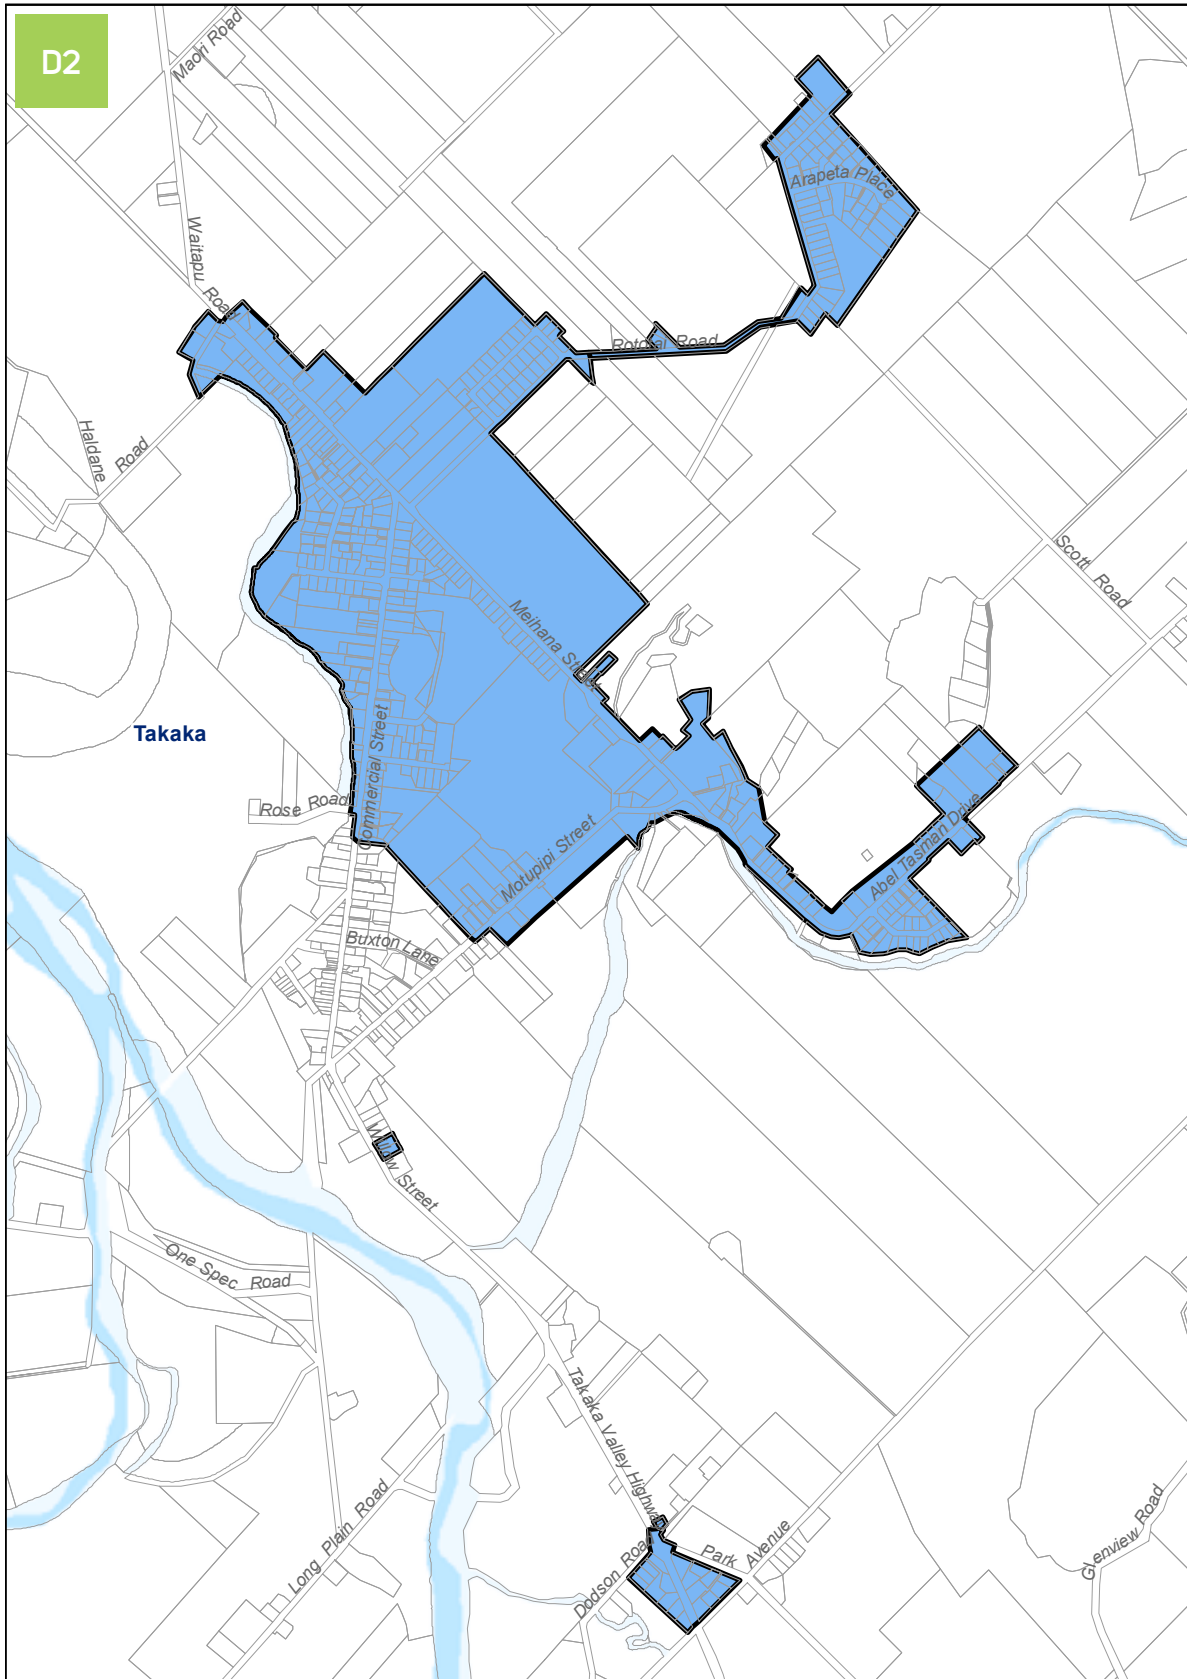 D2
Maori Road
Arapeta Place
Waitapu Road
Rototai Road
Haldane Road
Scott Road
Meihana Street
Takaka
Commercial Street
Rose Road
Abel Tasman Drive
Motupipi Street
Buxton Lane
Willow Street
One Spec Road
Takaka Valley Highway
Long Plain Road
Dodson Road
Park Avenue
Glenview Road